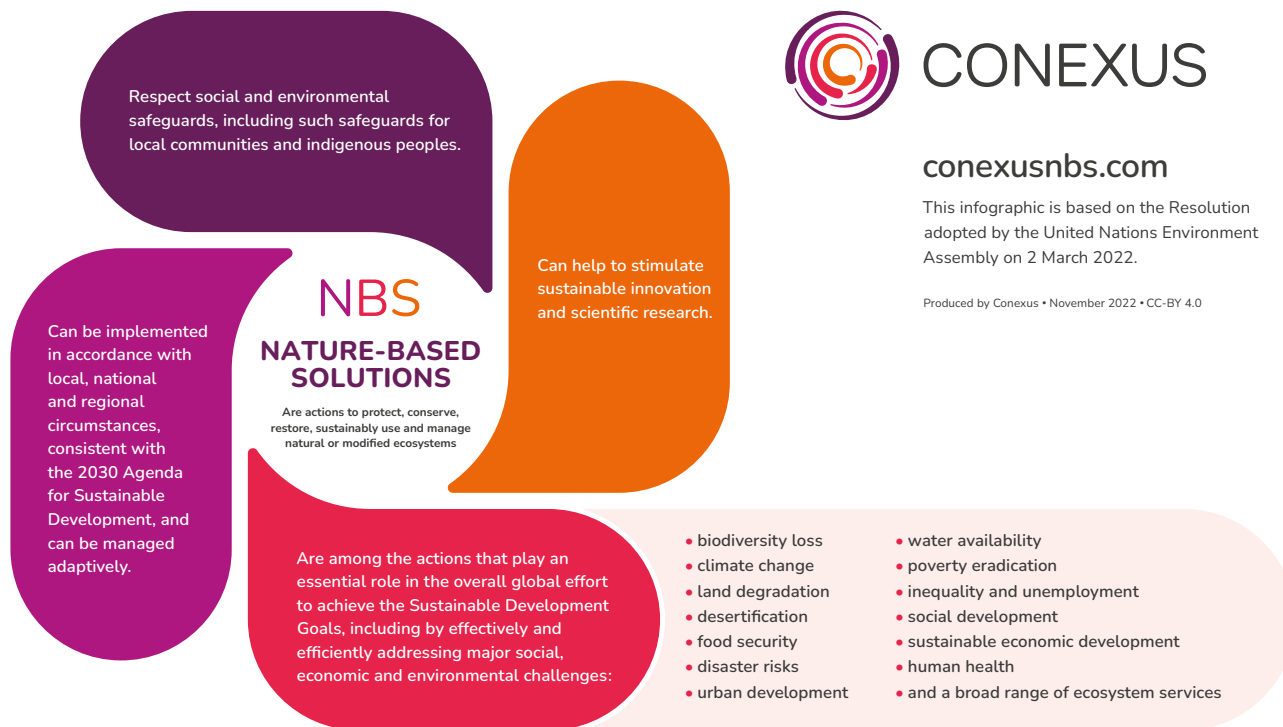 Respect social and environmental
safeguards, including such safeguards for
local communities and indigenous peoples.
CONEXUS
conexusnbs.com
This infographic is based on the Resolution
adopted by the United Nations Environment
Assembly on 2 March 2022.
Produced by Conexus • November 2022 • CC-BY 4.0
Can help to stimulate
sustainable innovation
and scientific research.
NBS
NATURE-BASED
SOLUTIONS
Are actions to protect, conserve,
restore, sustainably use and manage
natural or modified ecosystems
Can be implemented
in accordance with
local, national
and regional
circumstances,
consistent with
the 2030 Agenda
for Sustainable
Development, and
can be managed
adaptively.
Are among the actions that play an
essential role in the overall global effort
to achieve the Sustainable Development
Goals, including by effectively and
efficiently addressing major social,
economic and environmental challenges:
• biodiversity loss
• climate change
• land degradation
• desertification
• food security
• disaster risks
• urban development
• water availability
• poverty eradication
• inequality and unemployment
• social development
• sustainable economic development
• human health
• and a broad range of ecosystem services